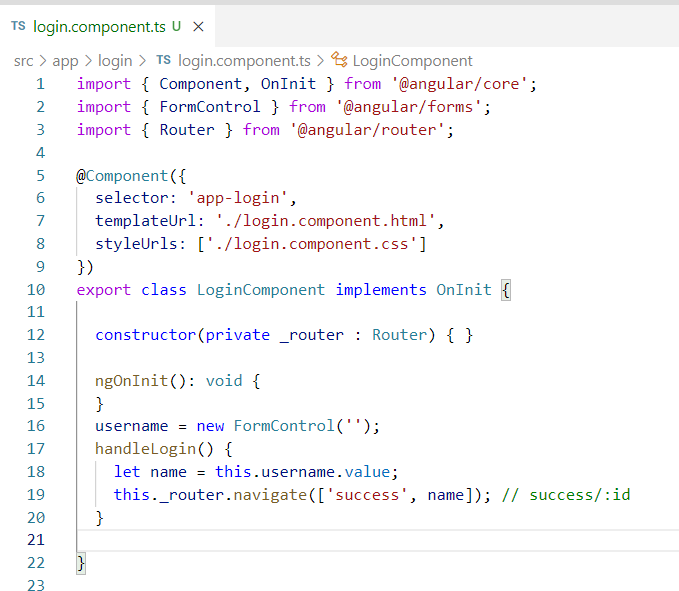 TS login.component.ts U ×
src > app > login > TS login.component.ts > LoginComponent
1 import { Component, OnInit } from '@angular/core';
2 import { FormControl } from '@angular/forms';
3 import { Router } from '@angular/router';
4
5 @Component({
6   selector: 'app-login',
7   templateUrl: './login.component.html',
8   styleUrls: ['./login.component.css']
9 })
10 export class LoginComponent implements OnInit {
11
12   constructor(private _router : Router) { }
13
14   ngOnInit(): void {
15   }
16   username = new FormControl('');
17   handleLogin() {
18     let name = this.username.value;
19     this._router.navigate(['success', name]); // success/:id
20   }
21
22 }
23